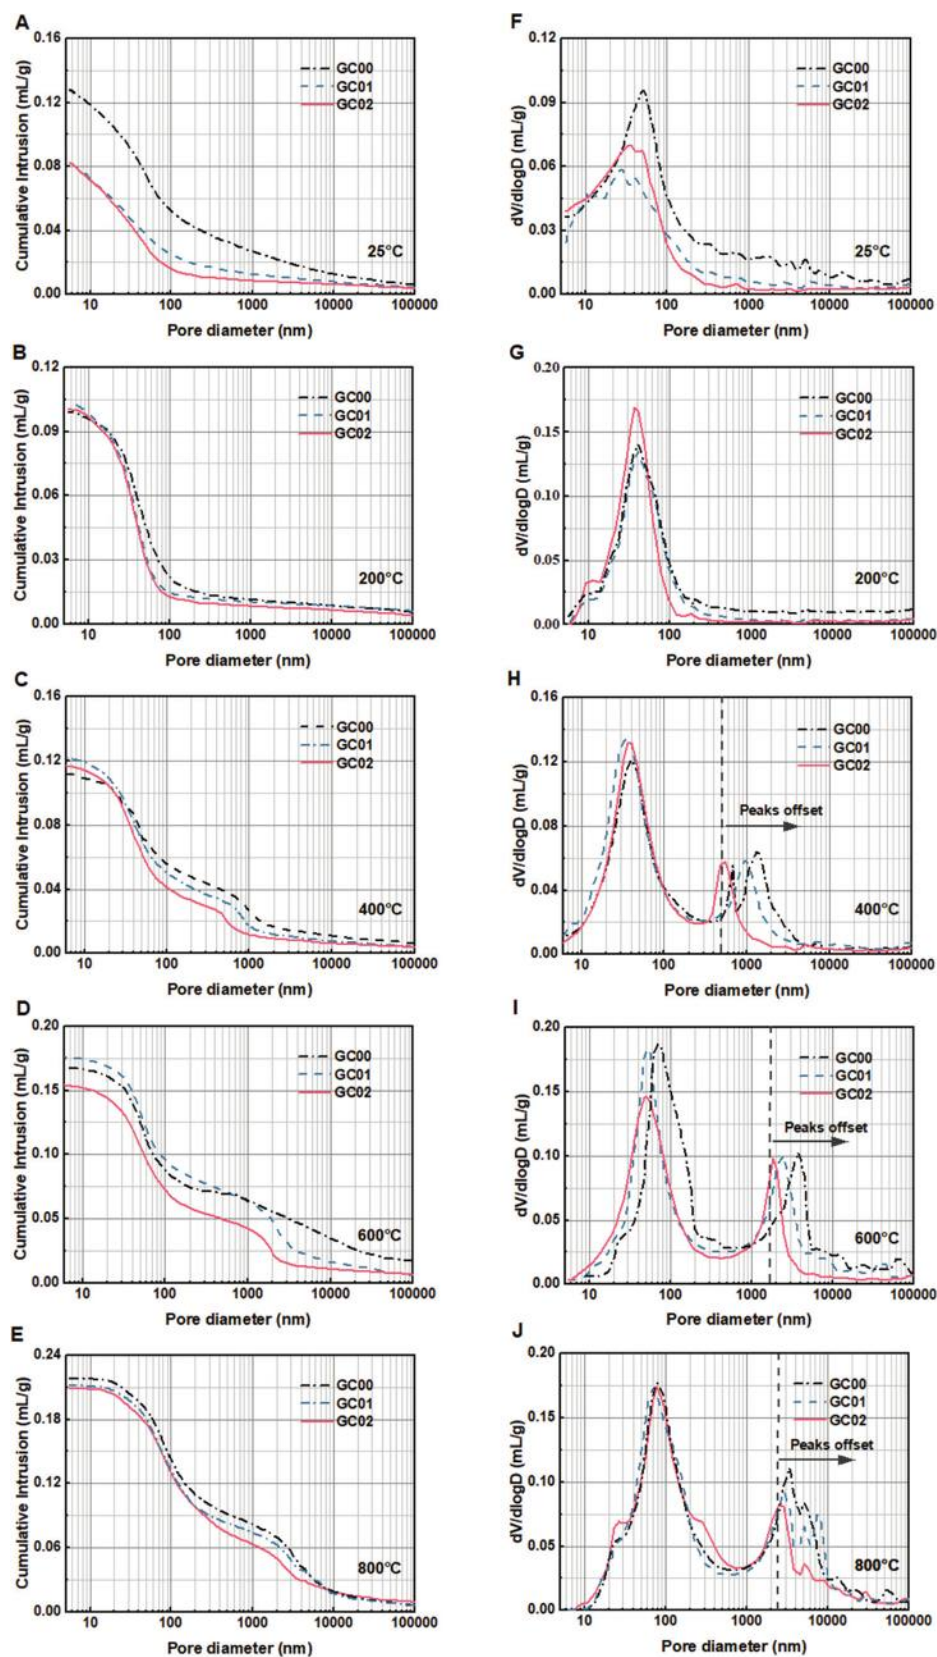 A
Cumulative Intrusion (mL/g)
0.16
0.12
0.08
0.04
0.00
GC00
GC01
GC02
25°C
10 100 1000 10000 100000
Pore diameter (nm)
F
dV/dlogD (mL/g)
0.12
0.09
0.06
0.03
0.00
GC00
GC01
GC02
25°C
10 100 1000 10000 100000
Pore diameter (nm)
B
Cumulative Intrusion (mL/g)
0.12
0.09
0.06
0.03
0.00
GC00
GC01
GC02
200°C
10 100 1000 10000 100000
Pore diameter (nm)
G
dV/dlogD (mL/g)
0.20
0.15
0.10
0.05
0.00
GC00
GC01
GC02
200°C
10 100 1000 10000 100000
Pore diameter (nm)
C
Cumulative Intrusion (mL/g)
0.16
0.12
0.08
0.04
0.00
GC00
GC01
GC02
400°C
10 100 1000 10000 100000
Pore diameter (nm)
H
dV/dlogD (mL/g)
0.16
0.12
0.08
0.04
0.00
GC00
GC01
GC02
Peaks offset
400°C
10 100 1000 10000 100000
Pore diameter (nm)
D
Cumulative Intrusion (mL/g)
0.20
0.15
0.10
0.05
0.00
GC00
GC01
GC02
600°C
10 100 1000 10000 100000
Pore diameter (nm)
I
dV/dlogD (mL/g)
0.20
0.15
0.10
0.05
0.00
GC00
GC01
GC02
Peaks offset
600°C
10 100 1000 10000 100000
Pore diameter (nm)
E
Cumulative Intrusion (mL/g)
0.24
0.18
0.12
0.06
0.00
GC00
GC01
GC02
800°C
10 100 1000 10000 100000
Pore diameter (nm)
J
dV/dlogD (mL/g)
0.20
0.15
0.10
0.05
0.00
GC00
GC01
GC02
Peaks offset
800°C
10 100 1000 10000 100000
Pore diameter (nm)